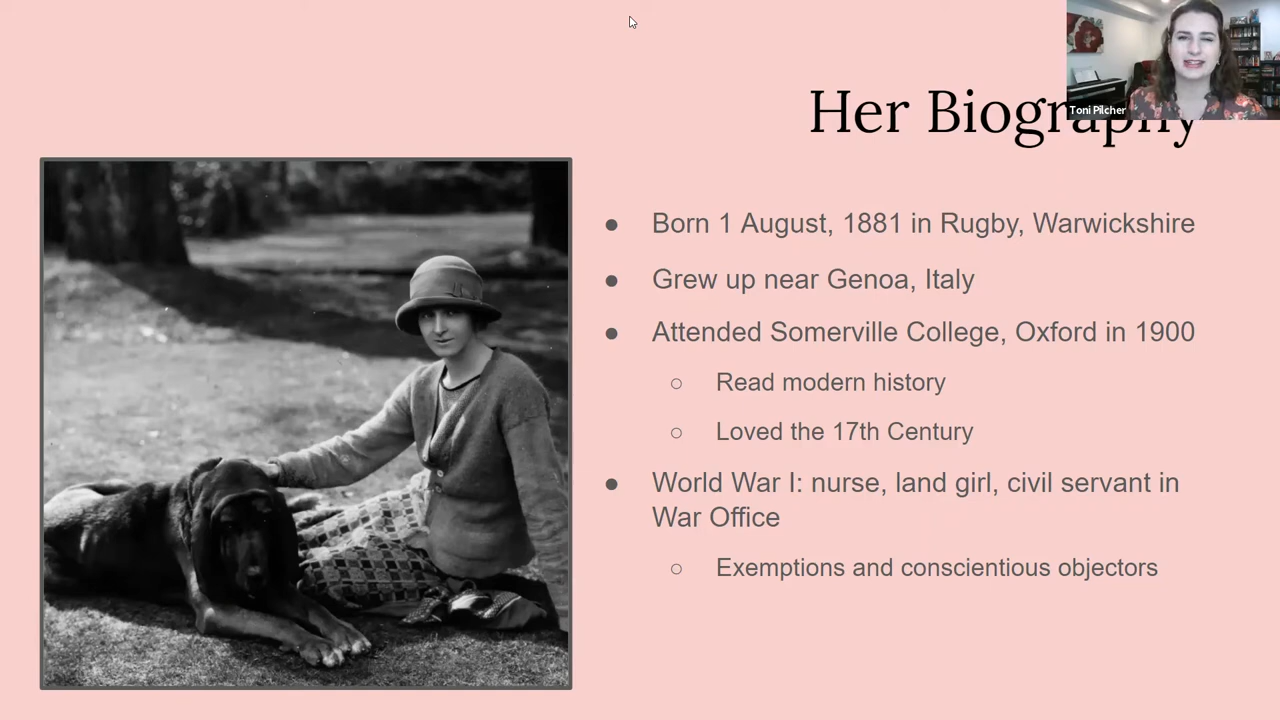 Toni Pilcher
Her Biography
● Born 1 August, 1881 in Rugby, Warwickshire
● Grew up near Genoa, Italy
● Attended Somerville College, Oxford in 1900
○ Read modern history
○ Loved the 17th Century
● World War I: nurse, land girl, civil servant in
War Office
○ Exemptions and conscientious objectors